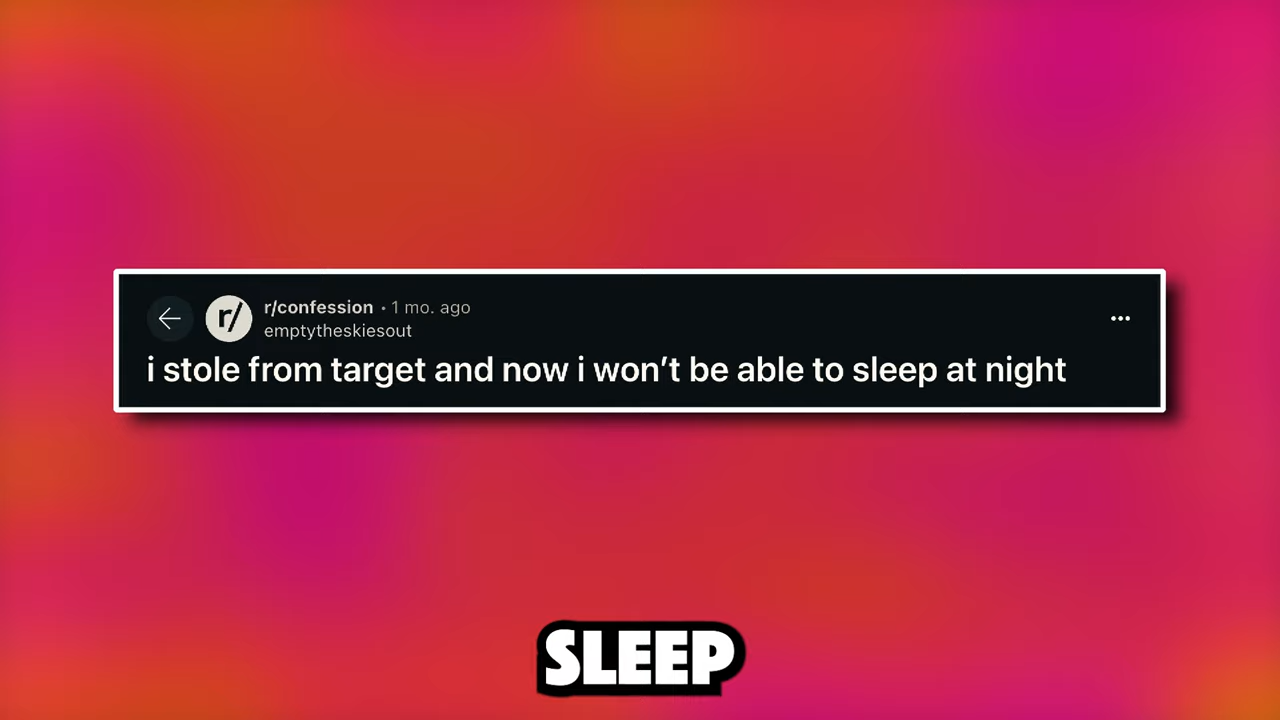 r/
r/confession • 1 mo. ago
emptytheskiesout
i stole from target and now i won’t be able to sleep at night
SLEEP